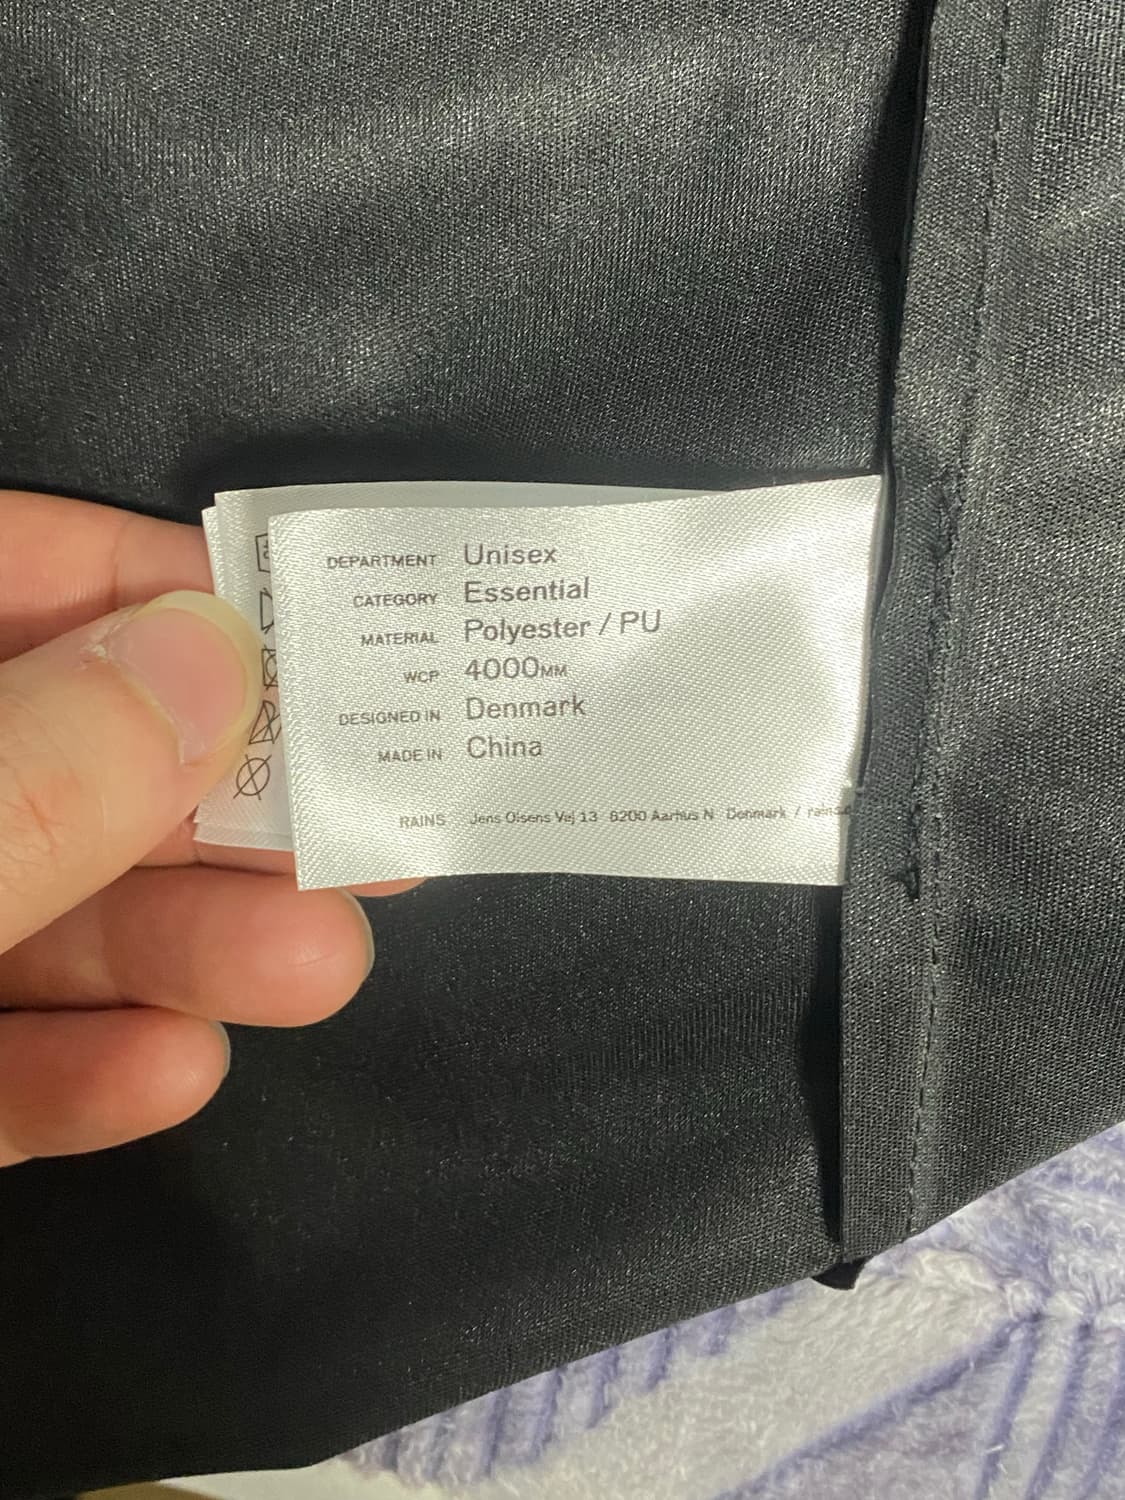 DEPARTMENT Unisex
CATEGORY Essential
MATERIAL Polyester / PU
WCP 4000MM
DESIGNED IN Denmark
MADE IN China
RAINS Jens Olsens Vej 13 8200 Aarhus N Denmark /